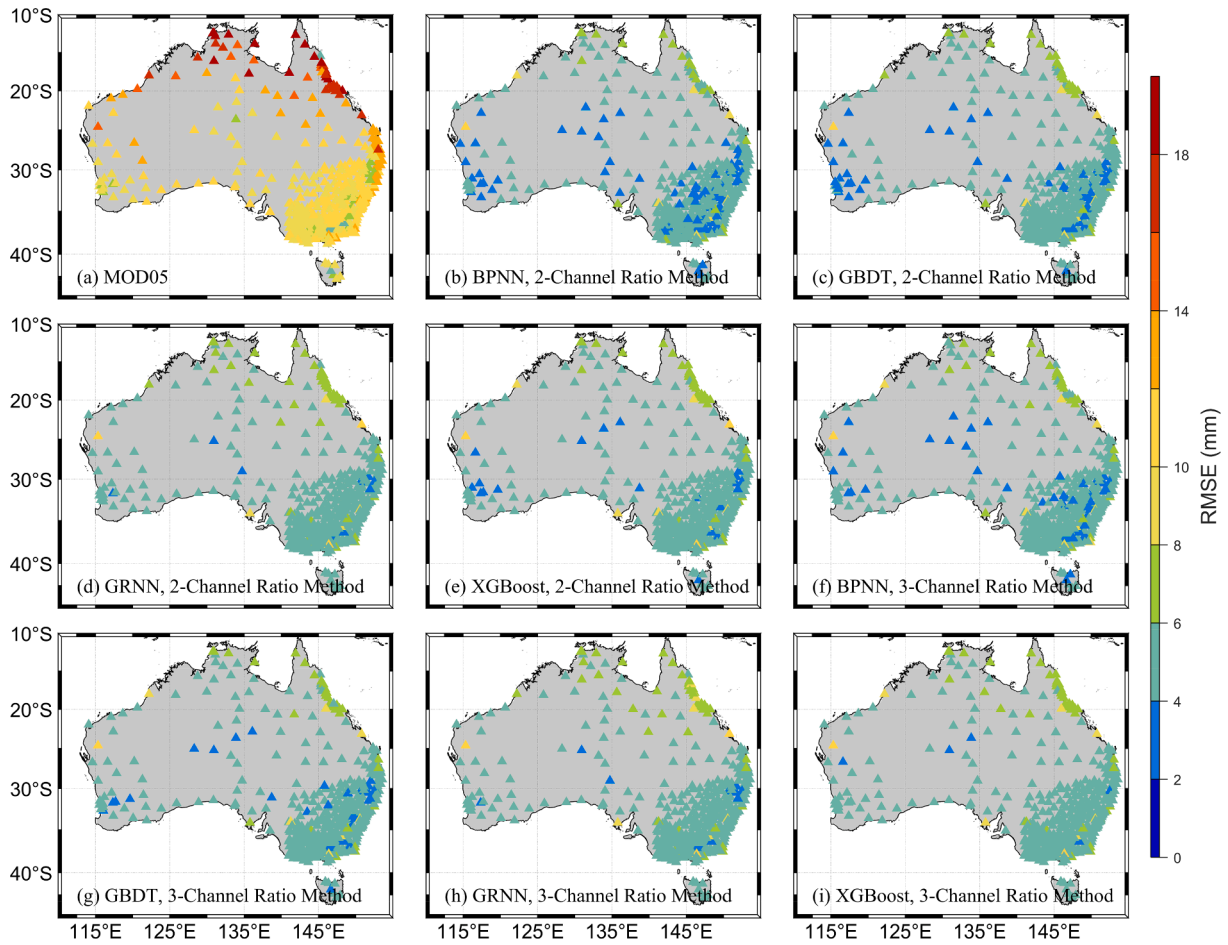 10°S
20°S
30°S
40°S
(a) MOD05
(b) BPNN, 2-Channel Ratio Method
(c) GBDT, 2-Channel Ratio Method
10°S
20°S
30°S
40°S
(d) GRNN, 2-Channel Ratio Method
(e) XGBoost, 2-Channel Ratio Method
(f) BPNN, 3-Channel Ratio Method
10°S
20°S
30°S
40°S
(g) GBDT, 3-Channel Ratio Method
(h) GRNN, 3-Channel Ratio Method
(i) XGBoost, 3-Channel Ratio Method
115°E 125°E 135°E 145°E
115°E 125°E 135°E 145°E
115°E 125°E 135°E 145°E
18
14
10
8
6
4
2
0
RMSE (mm)